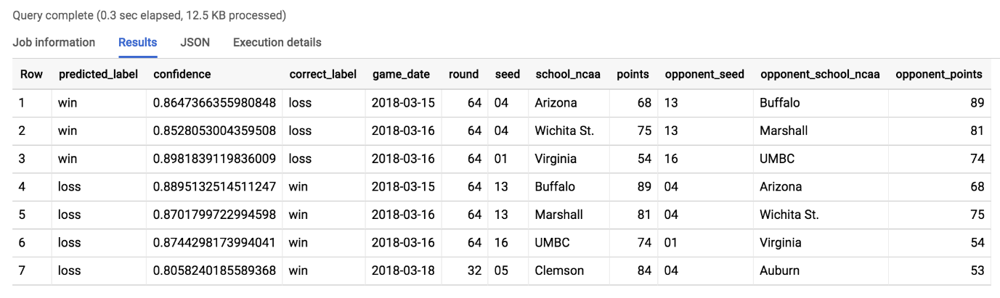 Query complete (0.3 sec elapsed, 12.5 KB processed)
Job information Results JSON Execution details
Row predicted_label confidence correct_label game_date round seed school_ncaa points opponent_seed opponent_school_ncaa opponent_points
1 win 0.8647366355980848 loss 2018-03-15 64 04 Arizona 68 13 Buffalo 89
2 win 0.8528053004359508 loss 2018-03-16 64 04 Wichita St. 75 13 Marshall 81
3 win 0.8981839119836009 loss 2018-03-16 64 01 Virginia 54 16 UMBC 74
4 loss 0.8895132514511247 win 2018-03-15 64 13 Buffalo 89 04 Arizona 68
5 loss 0.8701799722994598 win 2018-03-16 64 13 Marshall 81 04 Wichita St. 75
6 loss 0.8744298173994041 win 2018-03-16 64 16 UMBC 74 01 Virginia 54
7 loss 0.8058240185589368 win 2018-03-18 32 05 Clemson 84 04 Auburn 53